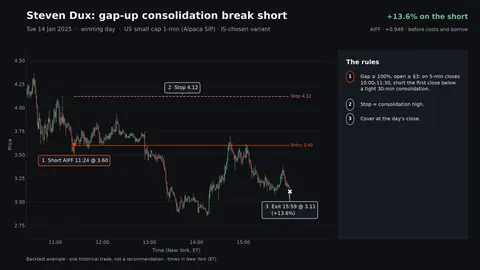 Steven Dux: gap-up consolidation break short
+13.6% on the short
Tue 14 Jan 2025 · winning day · US small cap 1-min (Alpaca SIP) · IS-chosen variant
AIFF · +0.94R · before costs and borrow
4.50
4.25
4.00
3.75
3.50
3.25
3.00
2.75
Price
2 Stop 4.12
Stop 4.12
Entry 3.60
1 Short AIFF 11:24 @ 3.60
3 Exit 15:59 @ 3.11
(+13.6%)
11:00
12:00
13:00
14:00
15:00
Time (New York, ET)
The rules
1 Gap ≥ 100%, open ≥ $3: on 5-min closes
10:00–11:30, short the first close below
a tight 30-min consolidation.
2 Stop = consolidation high.
3 Cover at the day's close.
Backtest example · one historical trade, not a recommendation · times in New York (ET)